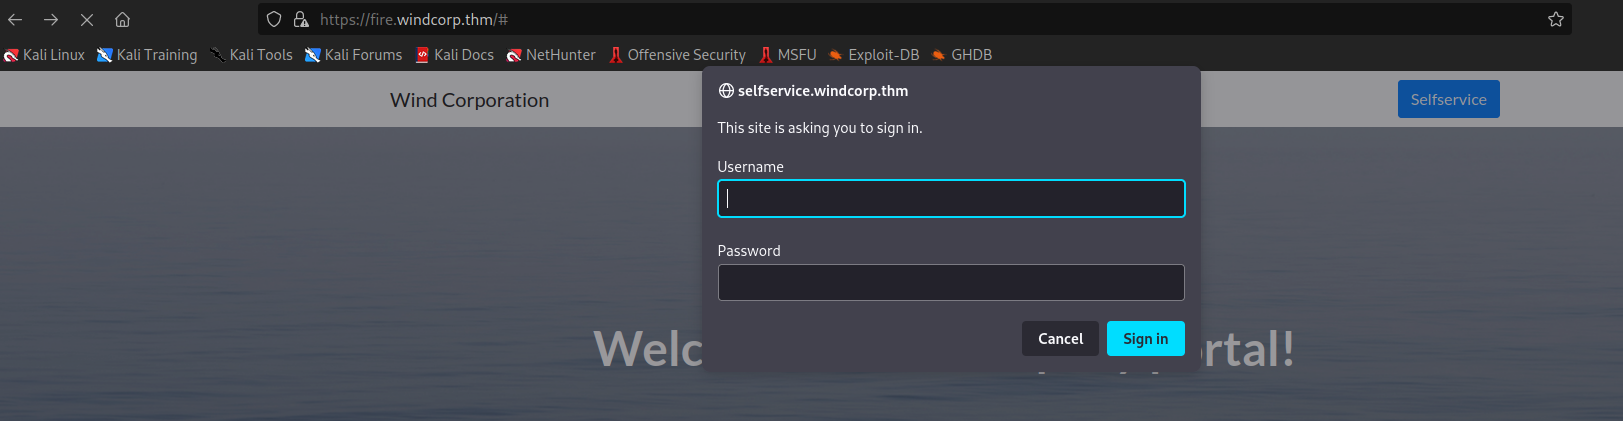 https://fire.windcorp.thm/#
Kali Linux Kali Training Kali Tools Kali Forums Kali Docs NetHunter Offensive Security MSFU Exploit-DB GHDB
Wind Corporation
Selfservice
selfservice.windcorp.thm
This site is asking you to sign in.
Username
Password
Cancel Sign in